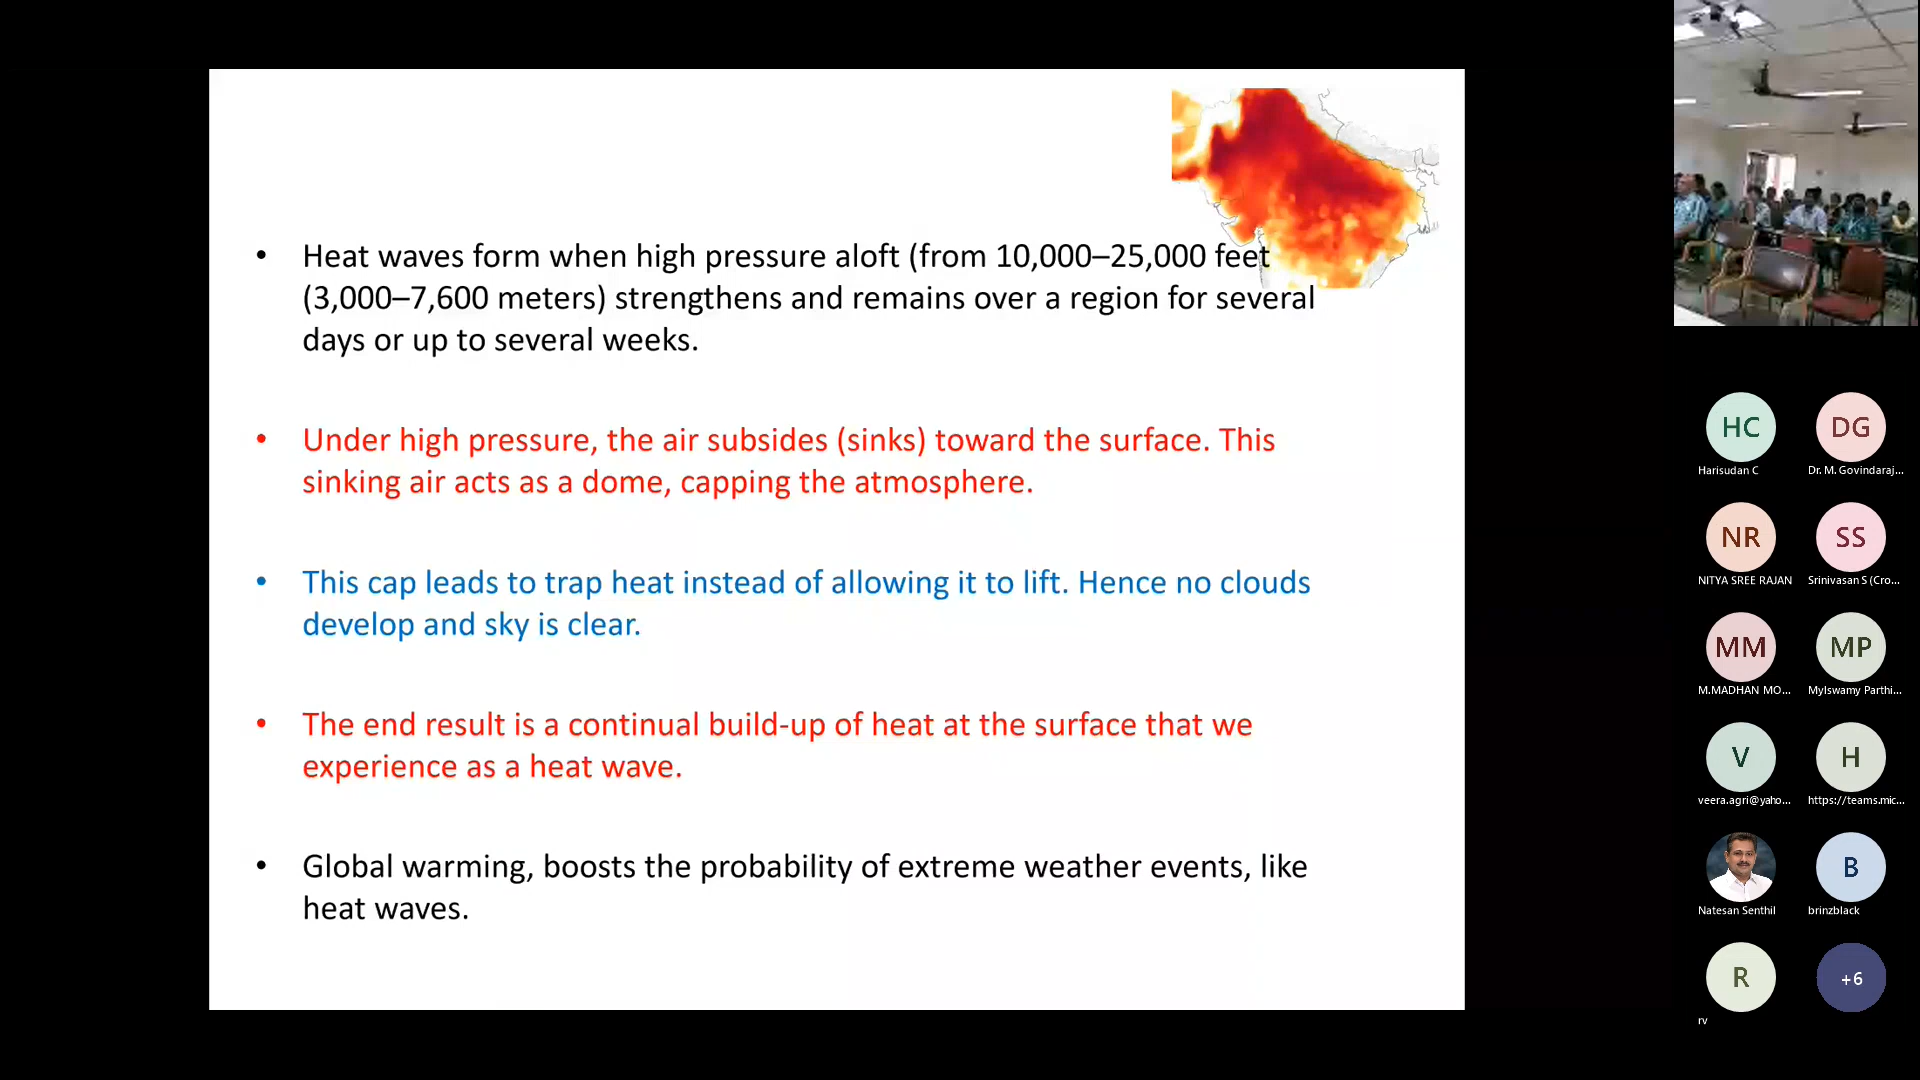 • Heat waves form when high pressure aloft (from 10,000–25,000 feet
(3,000–7,600 meters) strengthens and remains over a region for several
days or up to several weeks.
• Under high pressure, the air subsides (sinks) toward the surface. This
sinking air acts as a dome, capping the atmosphere.
• This cap leads to trap heat instead of allowing it to lift. Hence no clouds
develop and sky is clear.
• The end result is a continual build-up of heat at the surface that we
experience as a heat wave.
• Global warming, boosts the probability of extreme weather events, like
heat waves.
HC DG
Harisudan C Dr. M. Govindaraj...
NR SS
NITYA SREE RAJAN Srinivasan S (Cro...
MM MP
M.MADHAN MO... Mylswamy Parthi...
V H
veera.agri@yaho... https://teams.mic...
B
Natesan Senthil brinzblack
R +6
rv